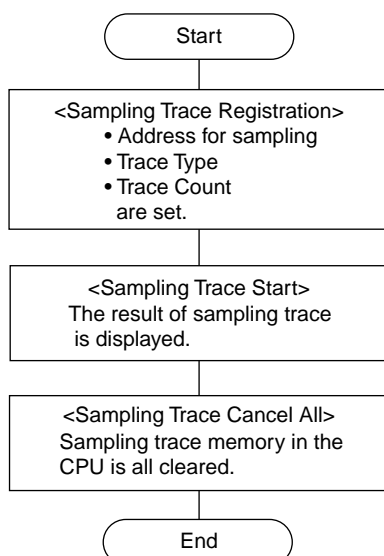 Start
<Sampling Trace Registration>
• Address for sampling
• Trace Type
• Trace Count
are set.
<Sampling Trace Start>
The result of sampling trace
is displayed.
<Sampling Trace Cancel All>
Sampling trace memory in the
CPU is all cleared.
End